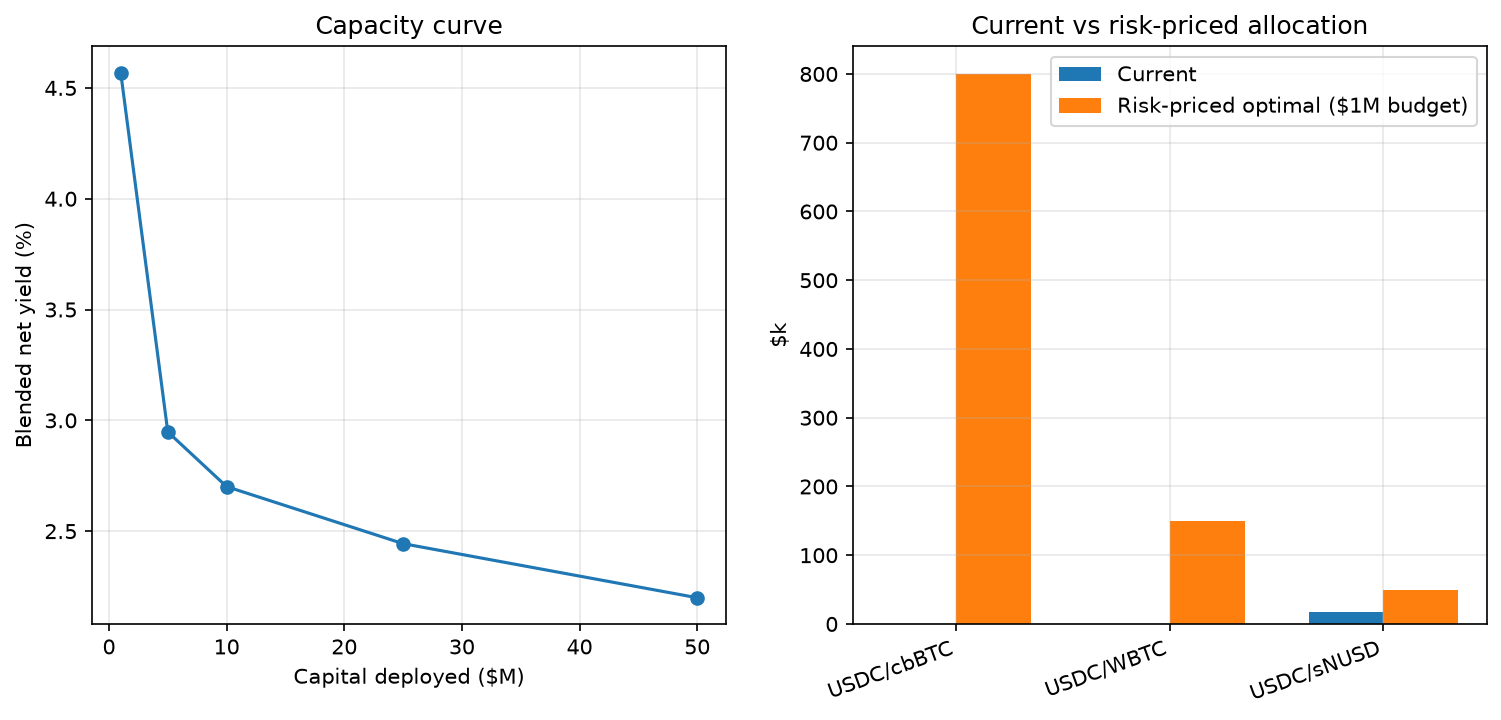 Capacity curve
Blended net yield (%)
4.5
4.0
3.5
3.0
2.5
0 10 20 30 40 50
Capital deployed ($M)
Current vs risk-priced allocation
Current
Risk-priced optimal ($1M budget)
$k
800
700
600
500
400
300
200
100
0
USDC/cbBTC
USDC/WBTC
USDC/sNUSD